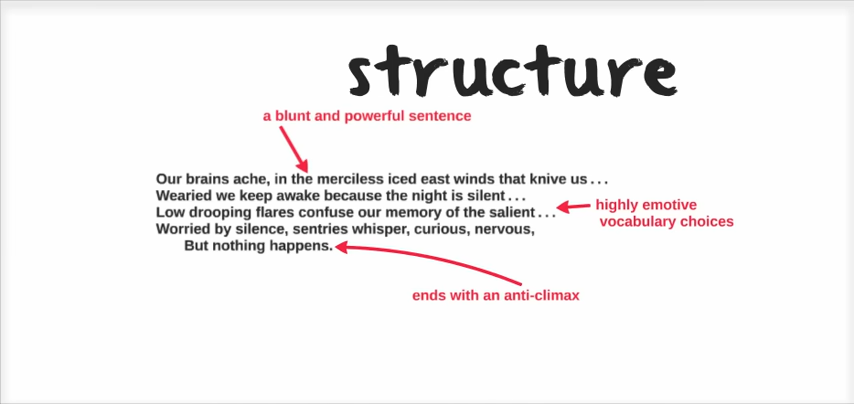 structure
a blunt and powerful sentence
Our brains ache, in the merciless iced east winds that knive us . . .
Wearied we keep awake because the night is silent . . .
Low drooping flares confuse our memory of the salient . . .
Worried by silence, sentries whisper, curious, nervous,
But nothing happens.
highly emotive
vocabulary choices
ends with an anti-climax